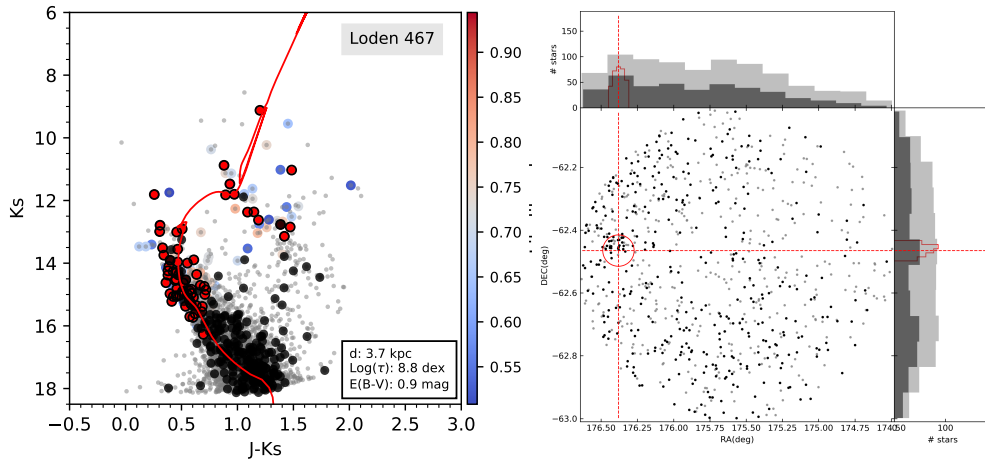 6
8
10
12
14
16
18
Ks
Loden 467
d: 3.7 kpc
Log(τ): 8.8 dex
E(B-V): 0.9 mag
−0.5 0.0 0.5 1.0 1.5 2.0 2.5 3.0
J-Ks
0.90
0.85
0.80
0.75
0.70
0.65
0.60
0.55
150
100
50
0
# stars
−62.2
−62.4
−62.6
−62.8
−63.0
DEC(deg)
176.50 176.25 176.00 175.75 175.50 175.25 175.00 174.75
RA(deg)
100
# stars